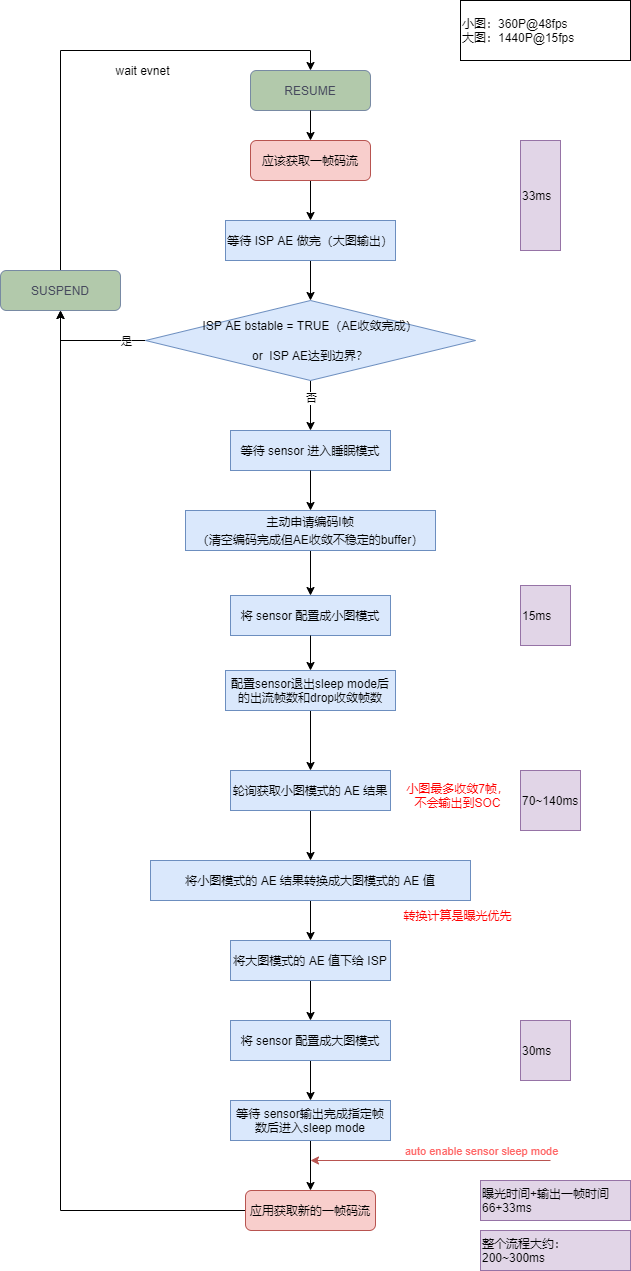 小图：360P@48fps
大图：1440P@15fps
wait evnet
RESUME
应该获取一帧码流
33ms
等待 ISP AE 做完（大图输出）
SUSPEND
ISP AE bstable = TRUE（AE收敛完成）
or ISP AE达到边界？
是
否
等待 sensor 进入睡眠模式
主动申请编码I帧
（清空编码完成但AE收敛不稳定的buffer）
将 sensor 配置成小图模式
15ms
配置sensor退出sleep mode后
的出流帧数和drop收敛帧数
轮询获取小图模式的 AE 结果
小图最多收敛7帧，
不会输出到SOC
70~140ms
将小图模式的 AE 结果转换成大图模式的 AE 值
转换计算是曝光优先
将大图模式的 AE 值下给 ISP
将 sensor 配置成大图模式
30ms
等待 sensor输出完成指定帧
数后进入sleep mode
auto enable sensor sleep mode
应用获取新的一帧码流
曝光时间+输出一帧时间
66+33ms
整个流程大约：
200~300ms